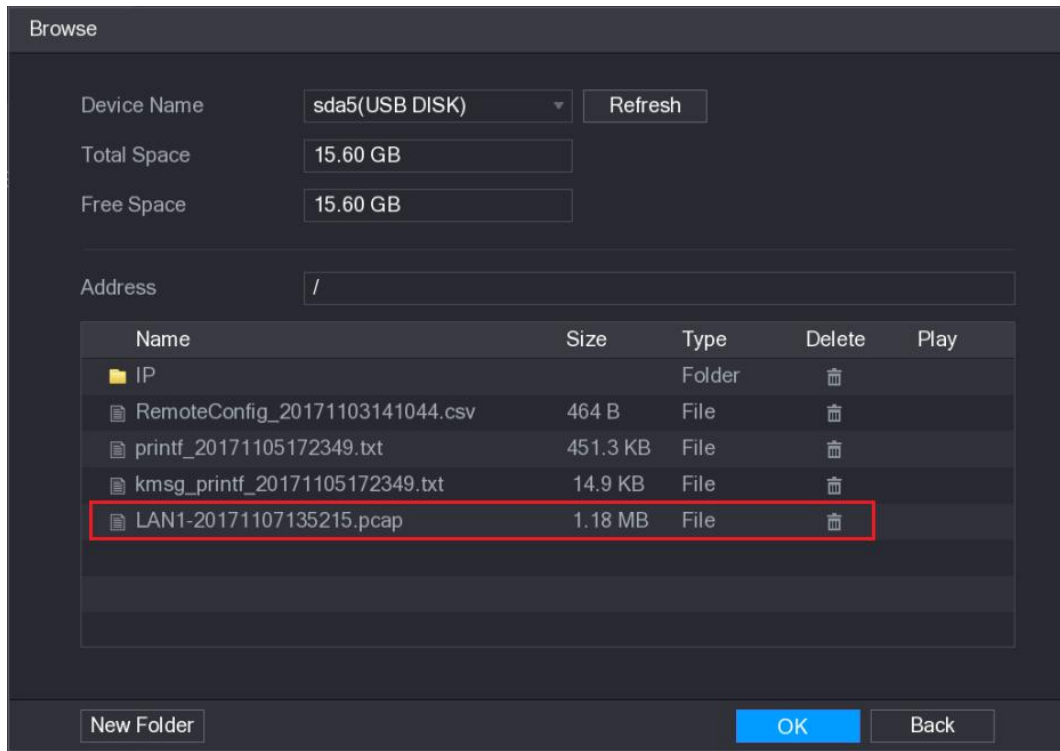 Browse
Device Name sda5(USB DISK) Refresh
Total Space 15.60 GB
Free Space 15.60 GB
Address /
Name Size Type Delete Play
IP Folder
RemoteConfig_20171103141044.csv 464 B File
printf_20171105172349.txt 451.3 KB File
kmsg_printf_20171105172349.txt 14.9 KB File
LAN1-20171107135215.pcap 1.18 MB File
New Folder OK Back